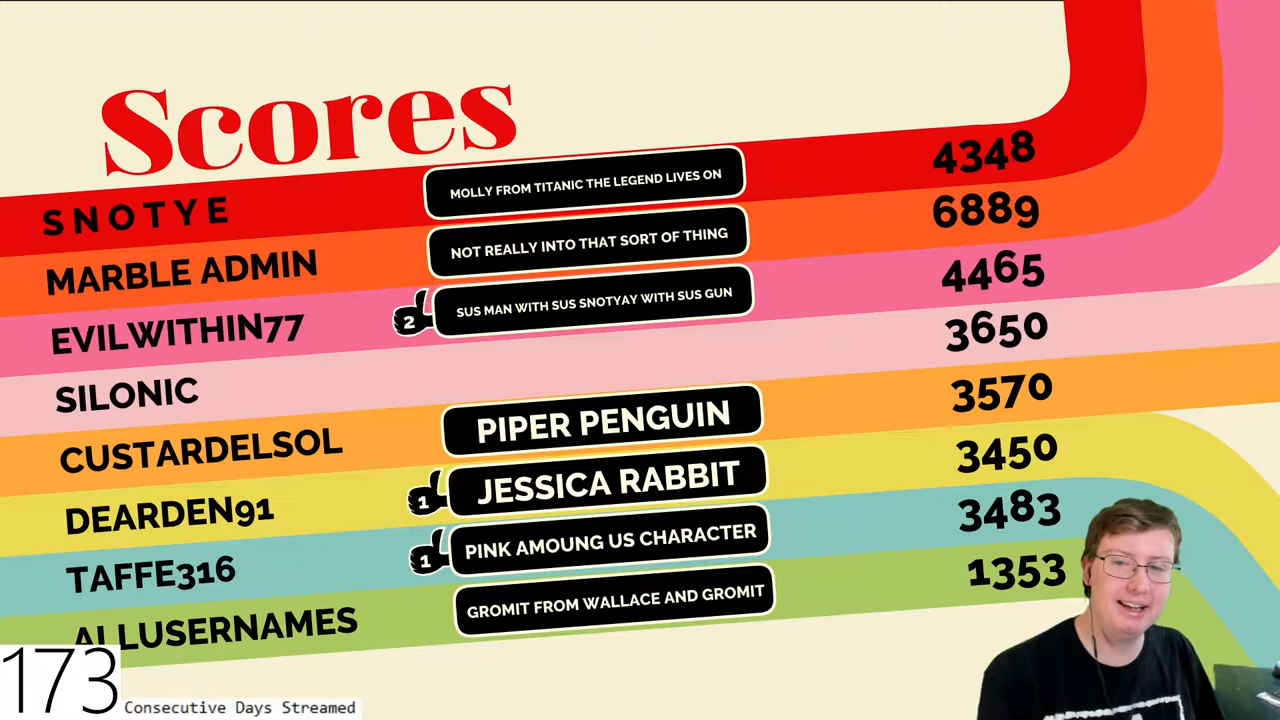 Scores
SNOTYE MOLLY FROM TITANIC THE LEGEND LIVES ON 4348
MARBLE ADMIN NOT REALLY INTO THAT SORT OF THING 6889
EVILWITHIN77 2 SUS MAN WITH SUS SNOTYAY WITH SUS GUN 4465
SILONIC 3650
CUSTARDELSOL PIPER PENGUIN 3570
DEARDEN91 1 JESSICA RABBIT 3450
TAFFE316 1 PINK AMOUNG US CHARACTER 3483
ALLUSERNAMES GROMIT FROM WALLACE AND GROMIT 1353
173 Consecutive Days Streamed